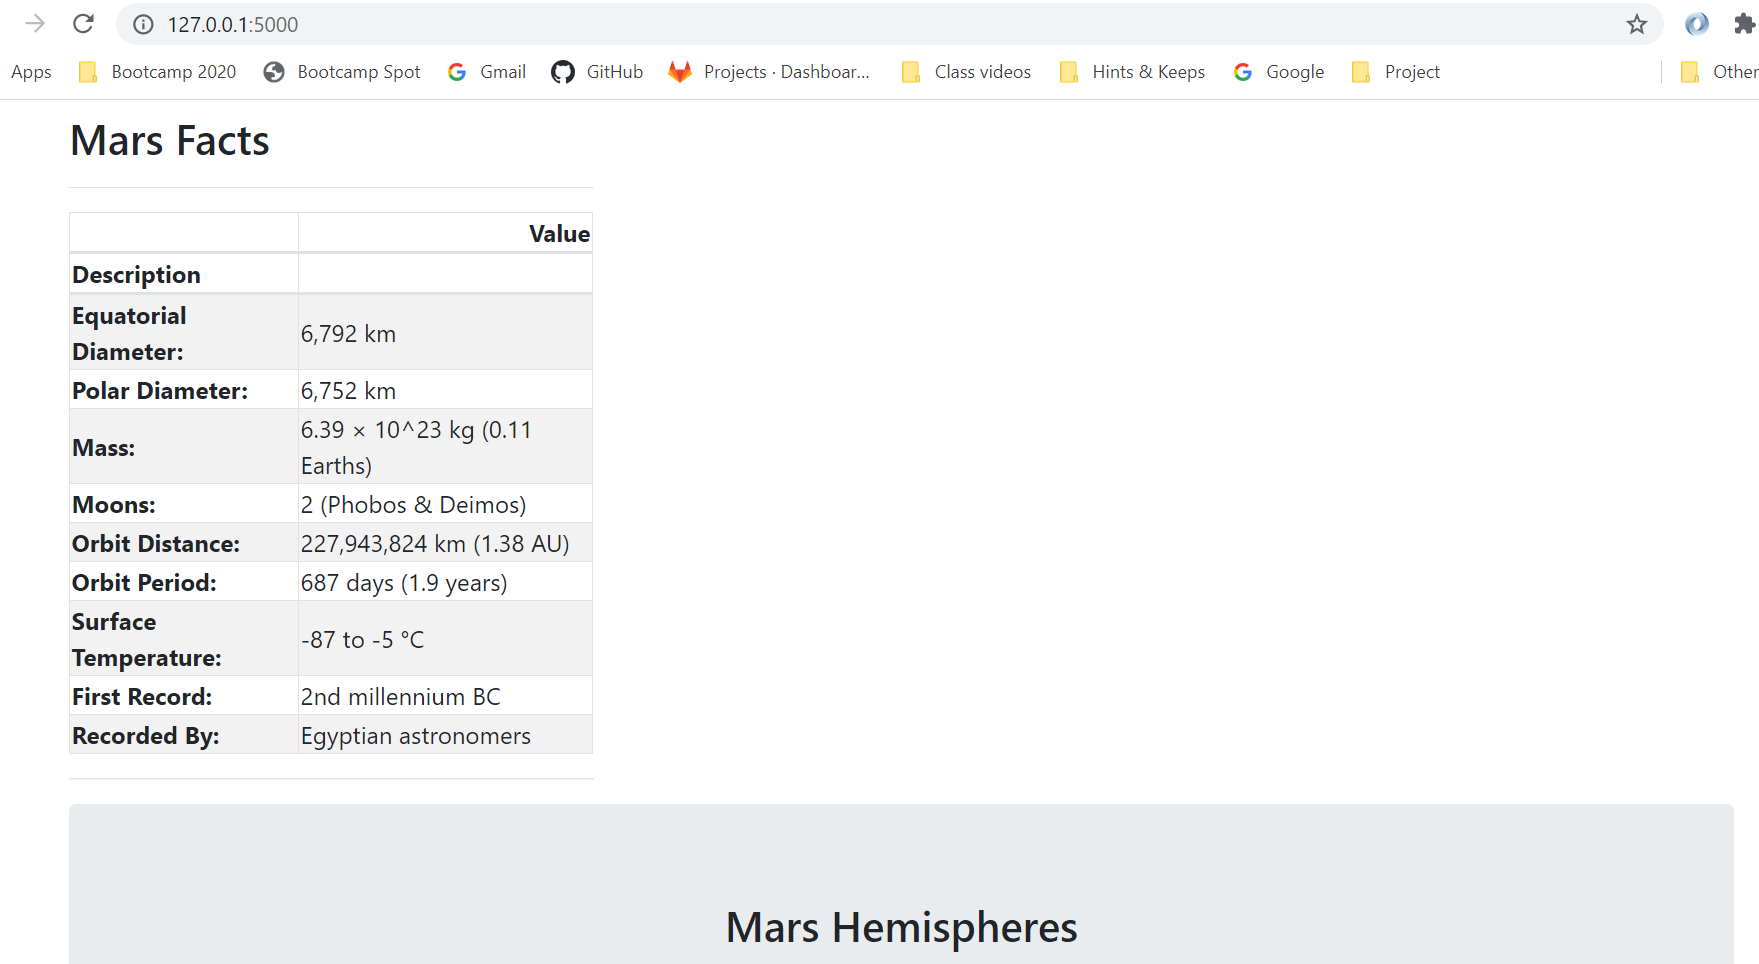 127.0.0.1:5000
Apps Bootcamp 2020 Bootcamp Spot Gmail GitHub Projects · Dashboar... Class videos Hints & Keeps Google Project Other
Mars Facts
Value
Description
Equatorial
Diameter:
6,792 km
Polar Diameter: 6,752 km
Mass:
6.39 × 10^23 kg (0.11
Earths)
Moons: 2 (Phobos & Deimos)
Orbit Distance: 227,943,824 km (1.38 AU)
Orbit Period: 687 days (1.9 years)
Surface
Temperature:
-87 to -5 °C
First Record: 2nd millennium BC
Recorded By: Egyptian astronomers
Mars Hemispheres